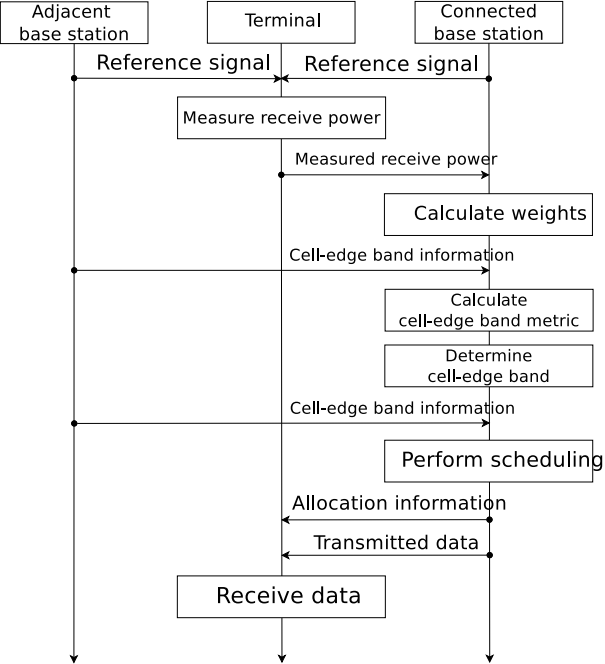 Adjacent
base station
Terminal
Connected
base station
Reference signal
Reference signal
Measure receive power
Measured receive power
Calculate weights
Cell-edge band information
Calculate
cell-edge band metric
Determine
cell-edge band
Cell-edge band information
Perform scheduling
Allocation information
Transmitted data
Receive data